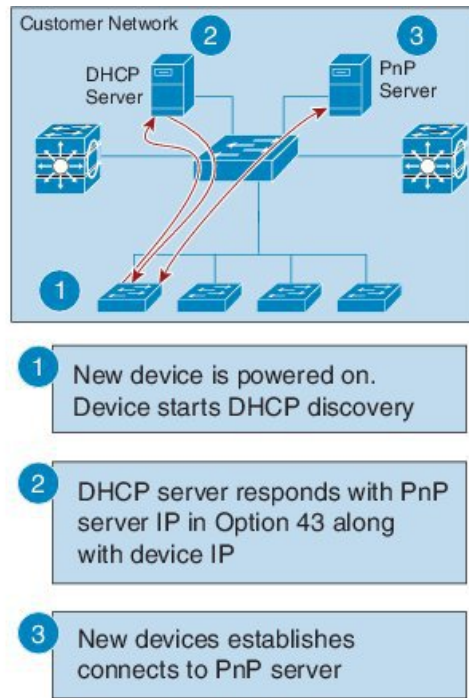 Customer Network
2
3
DHCP
Server
PnP
Server
1
1
New device is powered on.
Device starts DHCP discovery
2
DHCP server responds with PnP
server IP in Option 43 along
with device IP
3
New devices establishes
connects to PnP server